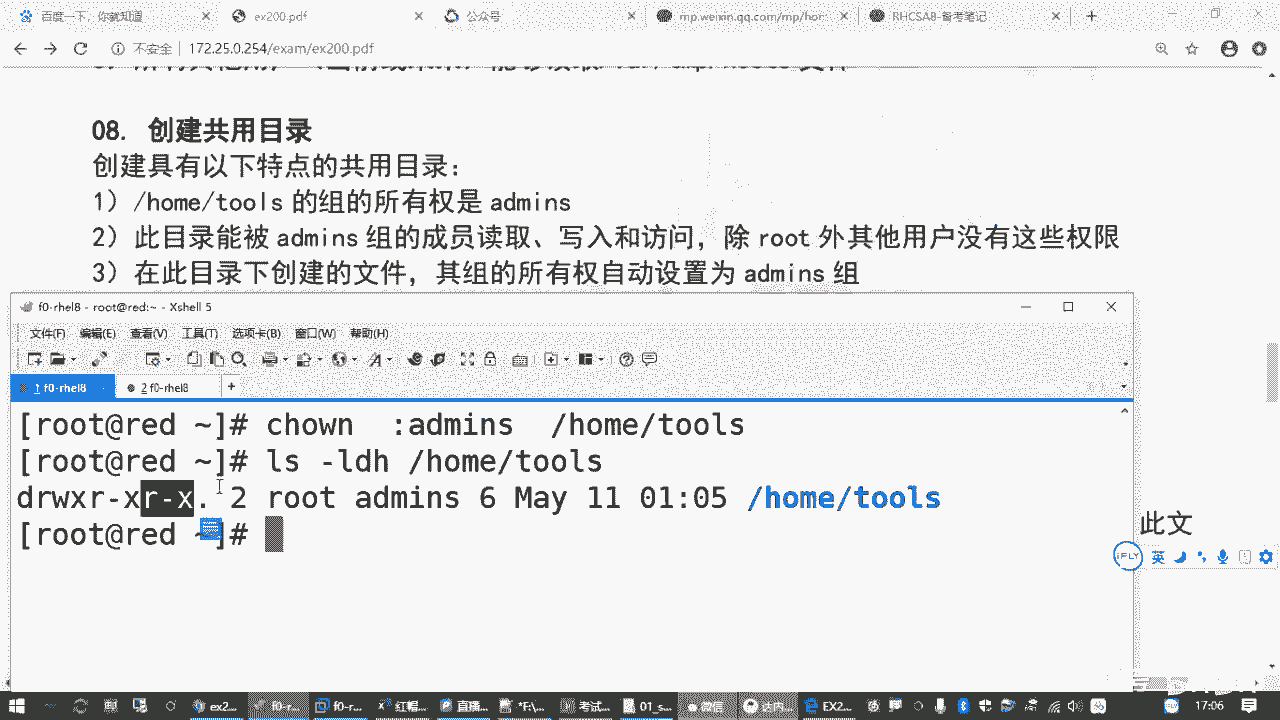 百度一下，你就知道
ex200.pdf
公众号
mp.weixin.qq.com/mp/hom
RHCSA8-备考笔记
不安全 | 172.25.0.254/exam/ex200.pdf
08. 创建共用目录
创建具有以下特点的共用目录：
1）/home/tools 的组的所有权是 admins
2）此目录能被 admins 组的成员读取、写入和访问，除 root 外其他用户没有这些权限
3）在此目录下创建的文件，其组的所有权自动设置为 admins 组
f0-rhel8 - root@red:~ - Xshell 5
文件(F) 编辑(E) 查看(V) 工具(T) 选项卡(B) 窗口(W) 帮助(H)
1 f0-rhel8
2 f0-rhel8
[root@red ~]# chown  :admins  /home/tools
[root@red ~]# ls -ldh /home/tools
drwxr-xr-x. 2 root admins 6 May 11 01:05 /home/tools
[root@red ~]#
此文
iFLY 英
ex2... f0-r... f0-r... 红帽... 直播... *F:\... 考试... 01_s... 微信 达内... EX2...
17:06